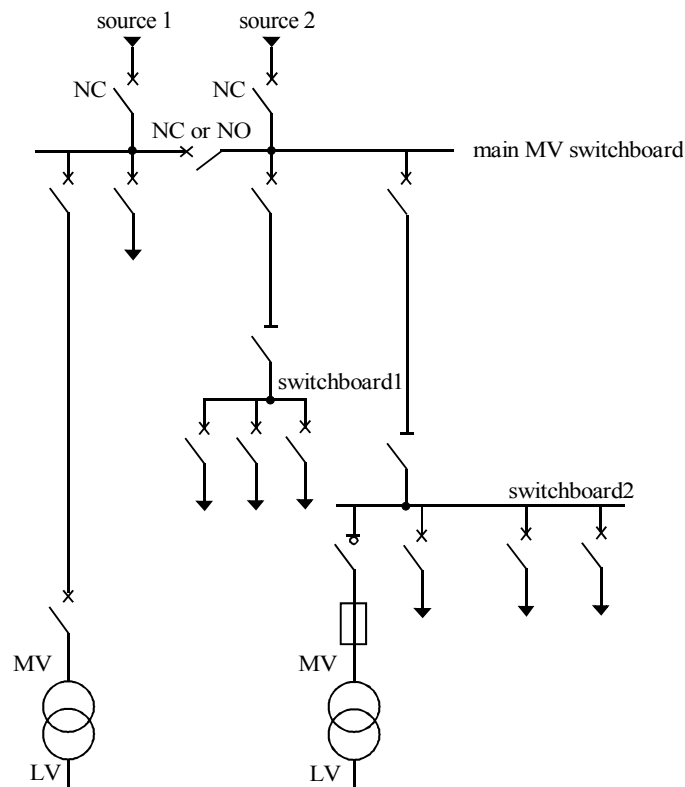 source 1
source 2
NC
NC
NC or NO
main MV switchboard
switchboard1
switchboard2
MV
MV
LV
LV